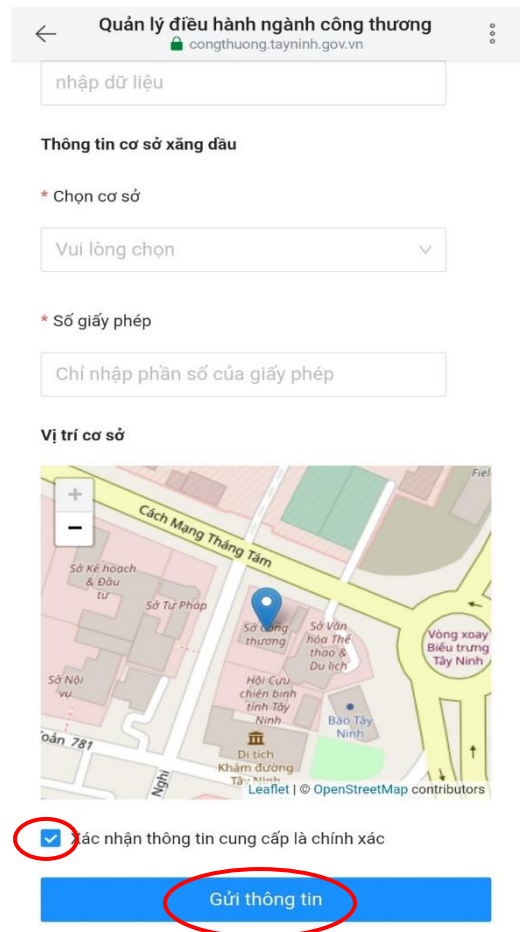 Quản lý điều hành ngành công thương
congthuong.tayninh.gov.vn
nhập dữ liệu
Thông tin cơ sở xăng dầu
* Chọn cơ sở
Vui lòng chọn
* Số giấy phép
Chỉ nhập phần số của giấy phép
Vị trí cơ sở
+
−
Cách Mạng Tháng Tám
Sở Kế hoạch
& Đầu
tư
Sở Tư Pháp
Sở Công
thương
Sở Văn
hóa Thể
thao &
Du lịch
Vòng xoay
Biểu trưng
Tây Ninh
Sở Nội
vụ
Hội Cựu
chiến binh
tỉnh Tây
Ninh
Báo Tây
Ninh
781
Di tích
Khám đường
Tây Ninh
Nghi
Leaflet | © OpenStreetMap contributors
Xác nhận thông tin cung cấp là chính xác
Gửi thông tin